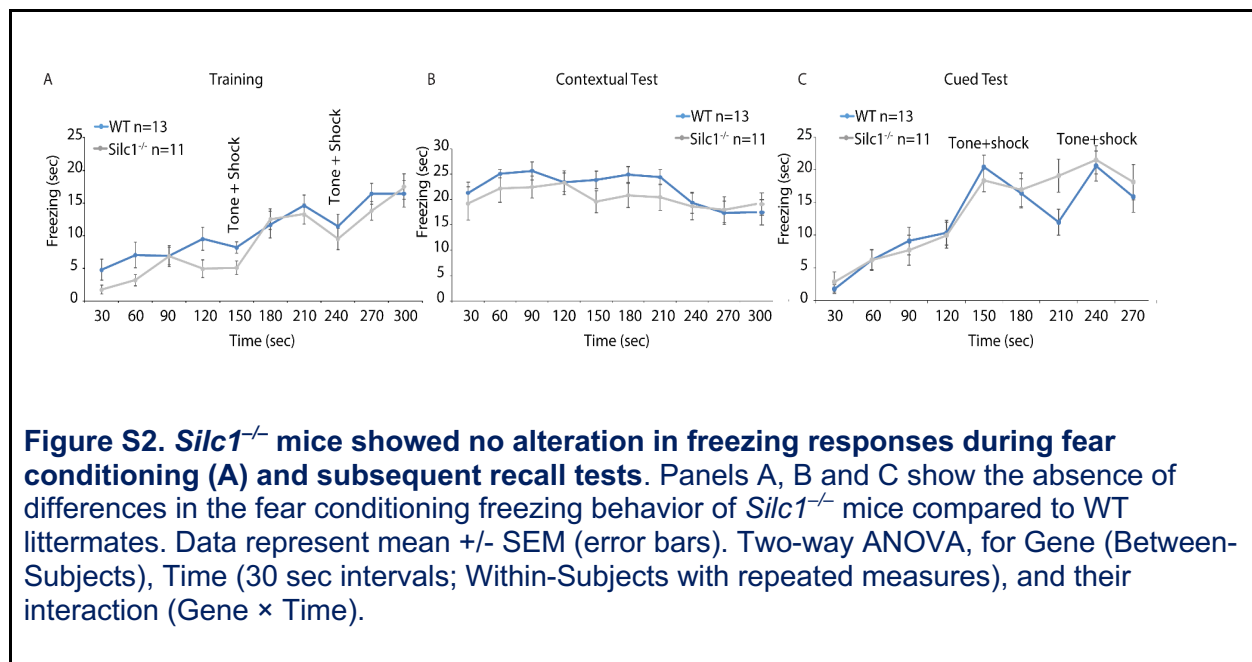 A
Training
WT n=13
Silc1⁻/⁻ n=11
Tone + Shock
Tone + Shock
25
20
15
10
5
0
Freezing (sec)
30 60 90 120 150 180 210 240 270 300
Time (sec)
B
Contextual Test
WT n=13
Silc1⁻/⁻ n=11
30
25
20
15
10
5
0
Freezing (sec)
30 60 90 120 150 180 210 240 270 300
Time (sec)
C
Cued Test
WT n=13
Silc1⁻/⁻ n=11
Tone+shock
Tone+shock
25
20
15
10
5
0
Freezing (sec)
30 60 90 120 150 180 210 240 270
Time (sec)
Figure S2. Silc1–/– mice showed no alteration in freezing responses during fear
conditioning (A) and subsequent recall tests. Panels A, B and C show the absence of
differences in the fear conditioning freezing behavior of Silc1–/– mice compared to WT
littermates. Data represent mean +/- SEM (error bars). Two-way ANOVA, for Gene (Between-
Subjects), Time (30 sec intervals; Within-Subjects with repeated measures), and their
interaction (Gene × Time).